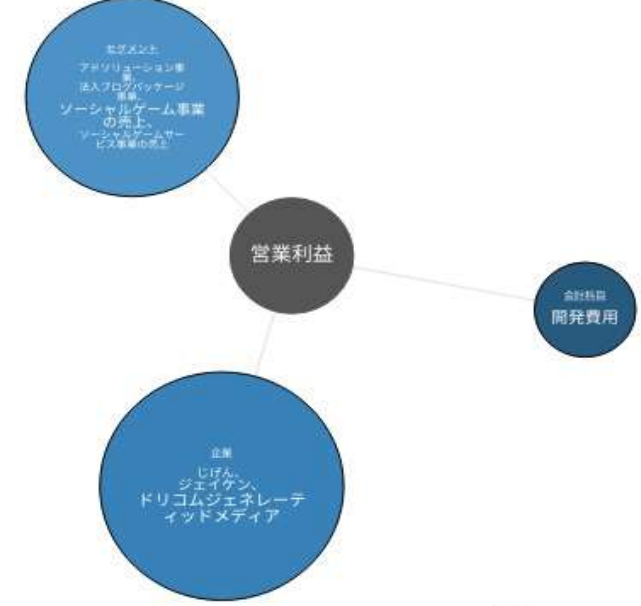 セグメント
アドソリューション事
業、
法人ブログパッケージ
事業、
ソーシャルゲーム事業
の売上、
ソーシャルゲームサー
ビス事業の売上
営業利益
会計科目
開発費用
企業
じげん、
ジェイケン、
ドリコムジェネレーテ
ィッドメディア